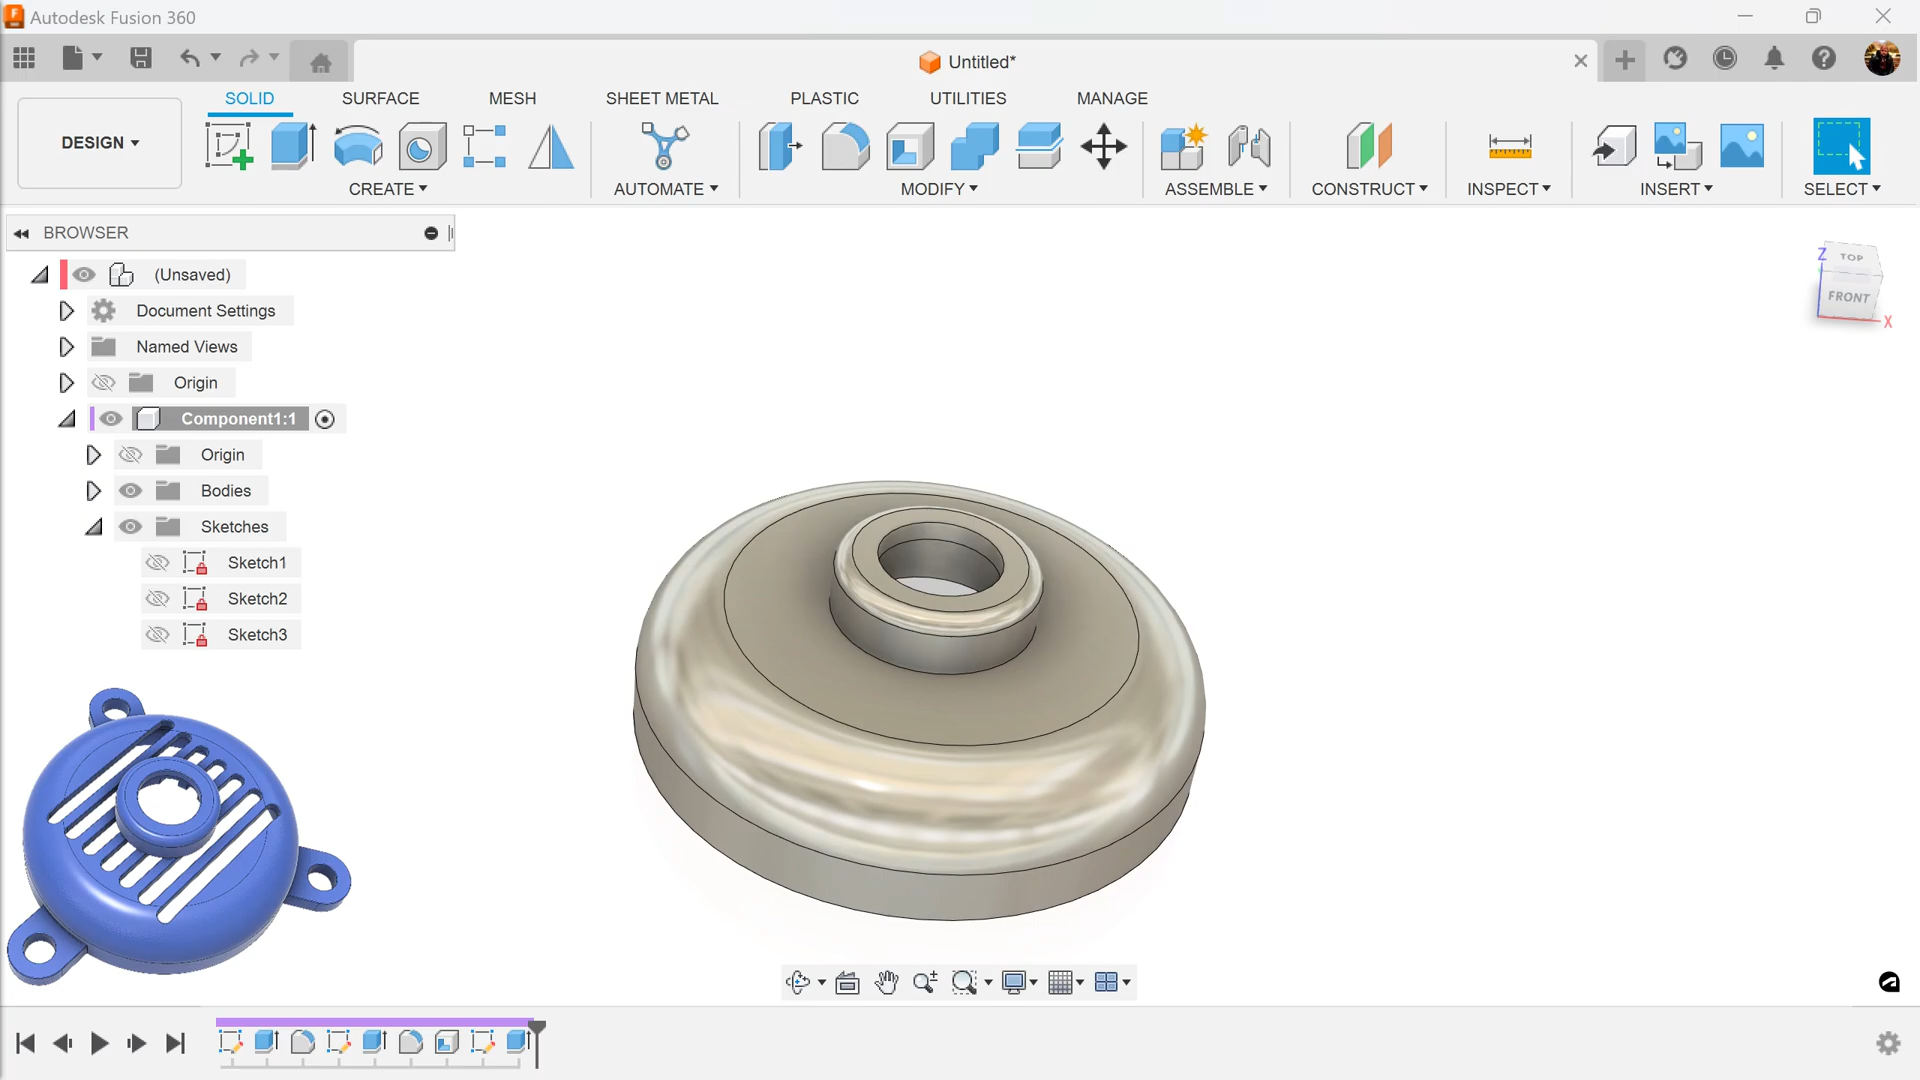 Autodesk Fusion 360
Untitled*
SOLID SURFACE MESH SHEET METAL PLASTIC UTILITIES MANAGE
DESIGN
CREATE AUTOMATE MODIFY ASSEMBLE CONSTRUCT INSPECT INSERT SELECT
BROWSER
(Unsaved)
Document Settings
Named Views
Origin
Component1:1
Origin
Bodies
Sketches
Sketch1
Sketch2
Sketch3
Z
TOP
FRONT
X